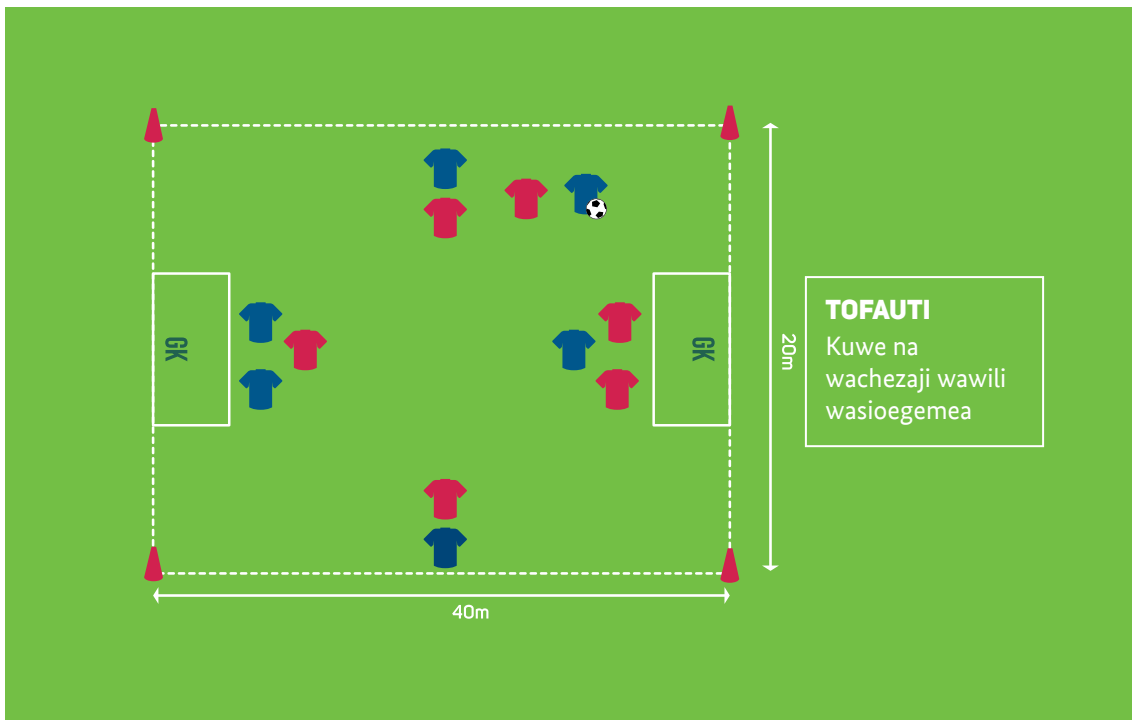 GK
GK
20m
40m
TOFAUTI
Kuwe na
wachezaji wawili
wasioegemea